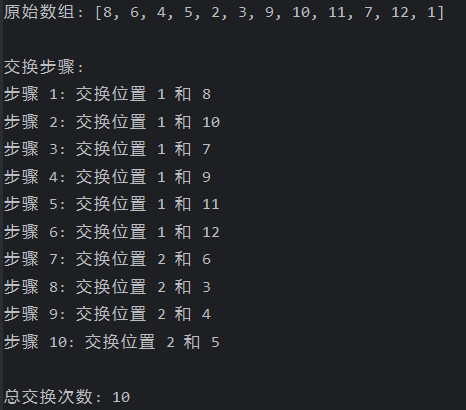 原始数组: [8, 6, 4, 5, 2, 3, 9, 10, 11, 7, 12, 1]
交换步骤:
步骤 1: 交换位置 1 和 8
步骤 2: 交换位置 1 和 10
步骤 3: 交换位置 1 和 7
步骤 4: 交换位置 1 和 9
步骤 5: 交换位置 1 和 11
步骤 6: 交换位置 1 和 12
步骤 7: 交换位置 2 和 6
步骤 8: 交换位置 2 和 3
步骤 9: 交换位置 2 和 4
步骤 10: 交换位置 2 和 5
总交换次数: 10